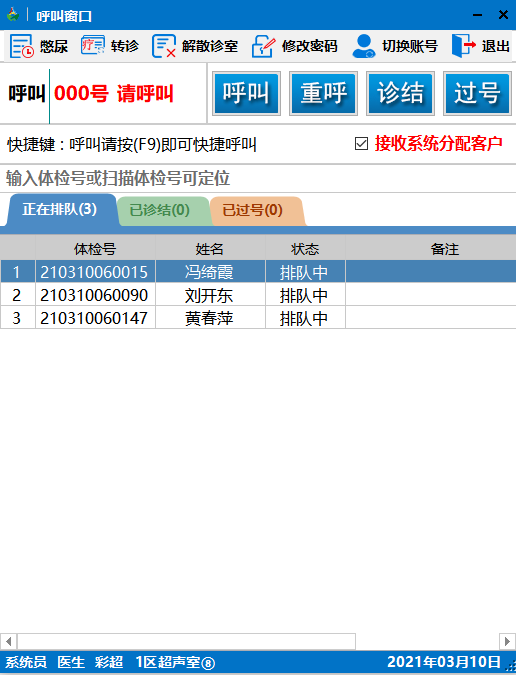 呼叫窗口
憋尿 转诊 解散诊室 修改密码 切换账号 退出
呼叫 000号 请呼叫 呼叫 重呼 诊结 过号
快捷键：呼叫请按(F9)即可快捷呼叫 接收系统分配客户
输入体检号或扫描体检号可定位
正在排队(3) 已诊结(0) 已过号(0)
体检号 姓名 状态 备注
1 210310060015 冯绮霞 排队中
2 210310060090 刘开东 排队中
3 210310060147 黄春萍 排队中
系统员 医生 彩超 1区超声室⑧ 2021年03月10日